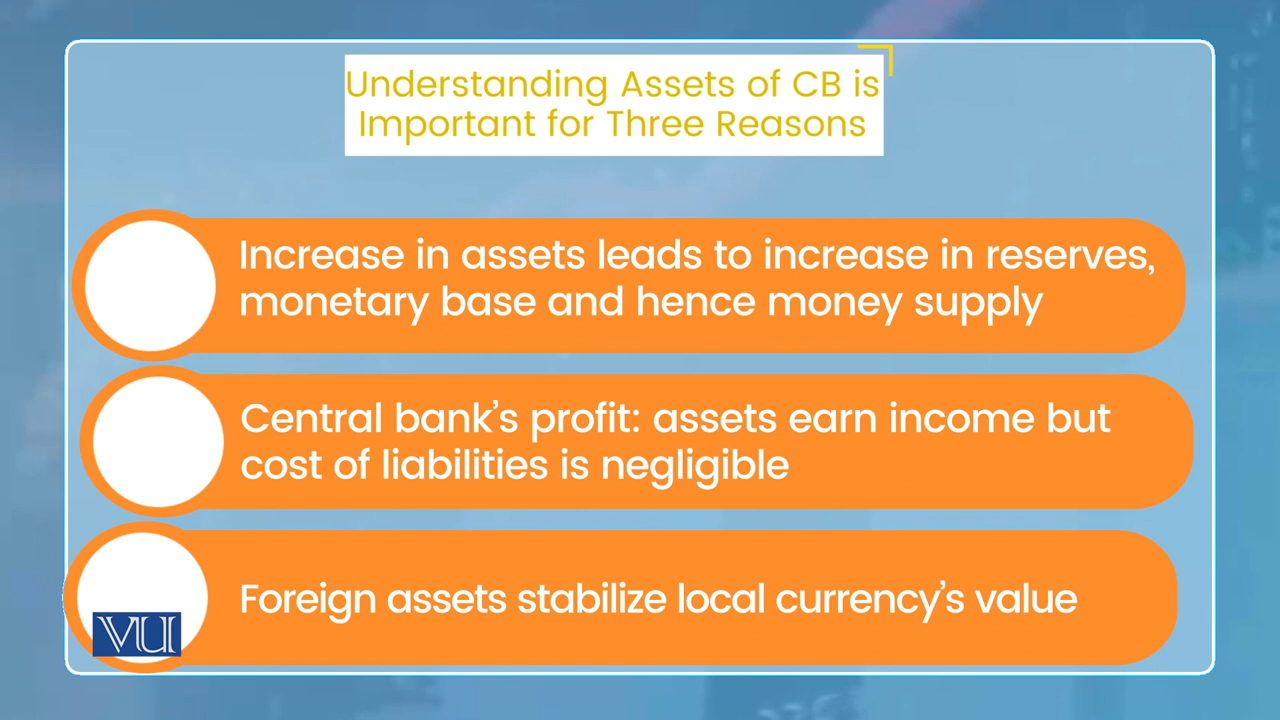 Understanding Assets of CB is
Important for Three Reasons
Increase in assets leads to increase in reserves,
monetary base and hence money supply
Central bank’s profit: assets earn income but
cost of liabilities is negligible
Foreign assets stabilize local currency’s value
VU